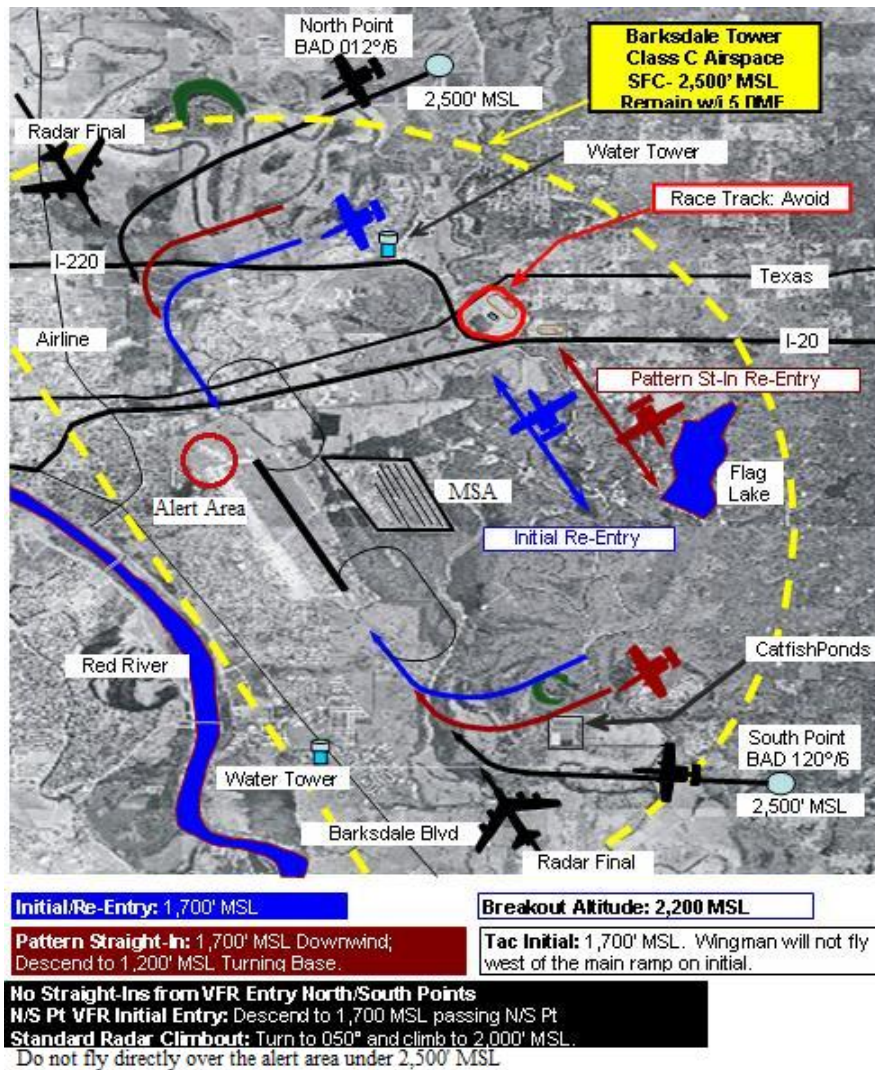 North Point
BAD 012°/6
2,500' MSL
Barksdale Tower
Class C Airspace
SFC- 2,500' MSL
Remain w/i 5 DME
Radar Final
Water Tower
Race Track: Avoid
I-220
Texas
Airline
I-20
Pattern St-In Re-Entry
MSA
Flag
Lake
Alert Area
Initial Re-Entry
Red River
CatfishPonds
South Point
BAD 120°/6
Water Tower
2,500' MSL
Barksdale Blvd
Radar Final
Initial/Re-Entry: 1,700' MSL
Breakout Altitude: 2,200 MSL
Pattern Straight-In: 1,700' MSL Downwind;
Descend to 1,200' MSL Turning Base.
Tac Initial: 1,700' MSL. Wingman will not fly
west of the main ramp on initial.
No Straight-Ins from VFR Entry North/South Points
N/S Pt VFR Initial Entry: Descend to 1,700 MSL passing N/S Pt
Standard Radar Climbout: Turn to 050° and climb to 2,000' MSL.
Do not fly directly over the alert area under 2,500' MSL